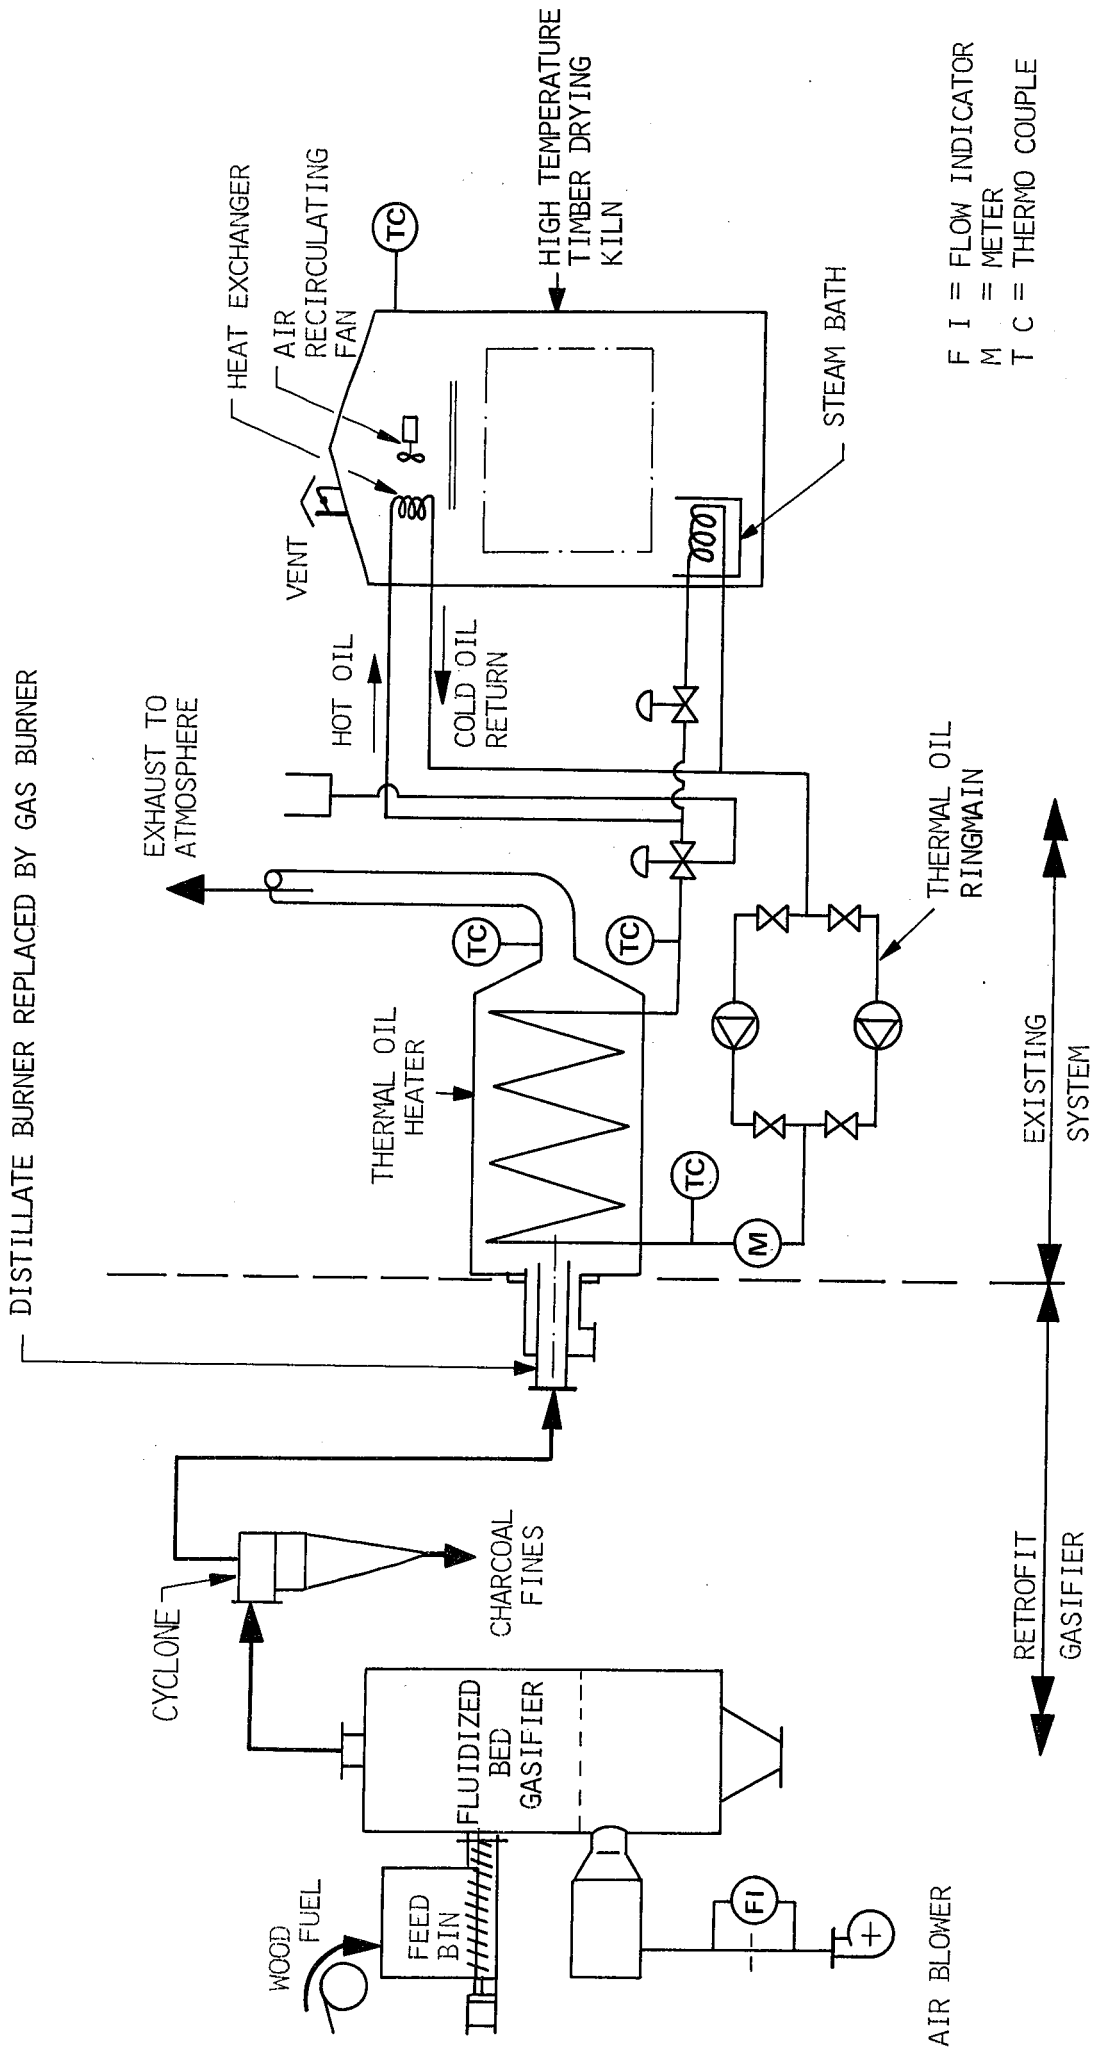 DISTILLATE BURNER REPLACED BY GAS BURNER
WOOD
FUEL
FEED
BIN
FLUIDIZED
BED
GASIFIER
FI
AIR BLOWER
CYCLONE
CHARCOAL
FINES
EXHAUST TO
ATMOSPHERE
THERMAL OIL
HEATER
TC
TC
TC
M
HOT OIL
COLD OIL
RETURN
THERMAL OIL
RINGMAIN
VENT
HEAT EXCHANGER
AIR
RECIRCULATING
FAN
TC
HIGH TEMPERATURE
TIMBER DRYING
KILN
STEAM BATH
RETROFIT
GASIFIER
EXISTING
SYSTEM
F I = FLOW INDICATOR
M = METER
T C = THERMO COUPLE